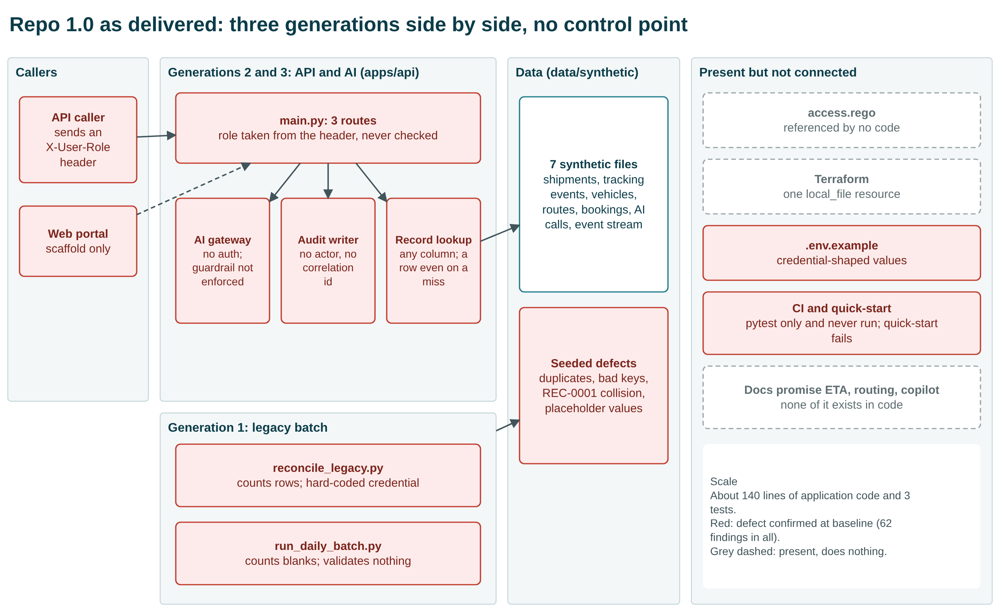 Repo 1.0 as delivered: three generations side by side, no control point
Callers
API caller
sends an
X-User-Role
header
Web portal
scaffold only
Generations 2 and 3: API and AI (apps/api)
main.py: 3 routes
role taken from the header, never checked
AI gateway
no auth;
guardrail not
enforced
Audit writer
no actor, no
correlation
id
Record lookup
any column; a
row even on a
miss
Generation 1: legacy batch
reconcile_legacy.py
counts rows; hard-coded credential
run_daily_batch.py
counts blanks; validates nothing
Data (data/synthetic)
7 synthetic files
shipments, tracking
events, vehicles,
routes, bookings, AI
calls, event stream
Seeded defects
duplicates, bad keys,
REC-0001 collision,
placeholder values
Present but not connected
access.rego
referenced by no code
Terraform
one local_file resource
.env.example
credential-shaped values
CI and quick-start
pytest only and never run; quick-start
fails
Docs promise ETA, routing, copilot
none of it exists in code
Scale
About 140 lines of application code and 3
tests.
Red: defect confirmed at baseline (62
findings in all).
Grey dashed: present, does nothing.